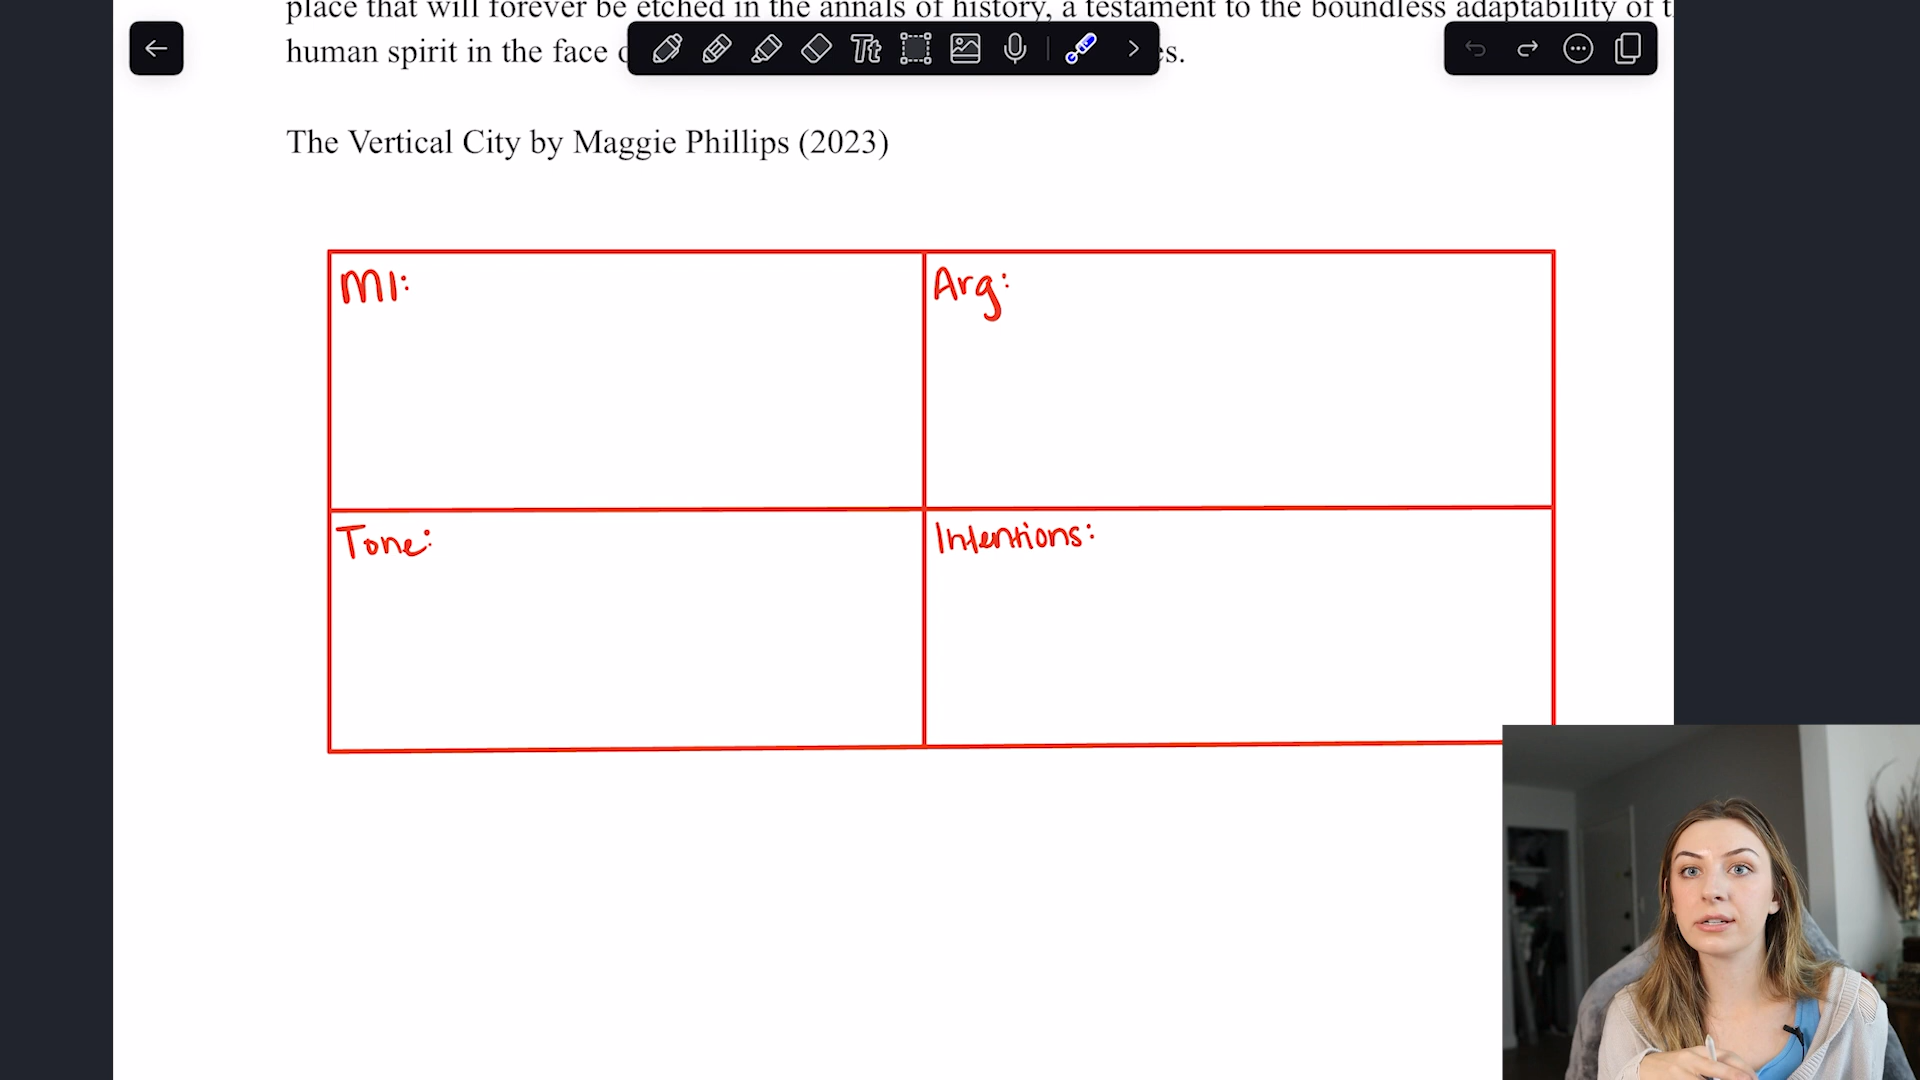 place that will forever be etched in the annals of history, a testament to the boundless adaptability of
human spirit in the face
s.
The Vertical City by Maggie Phillips (2023)
MI:
Arg:
Tone:
Intentions: